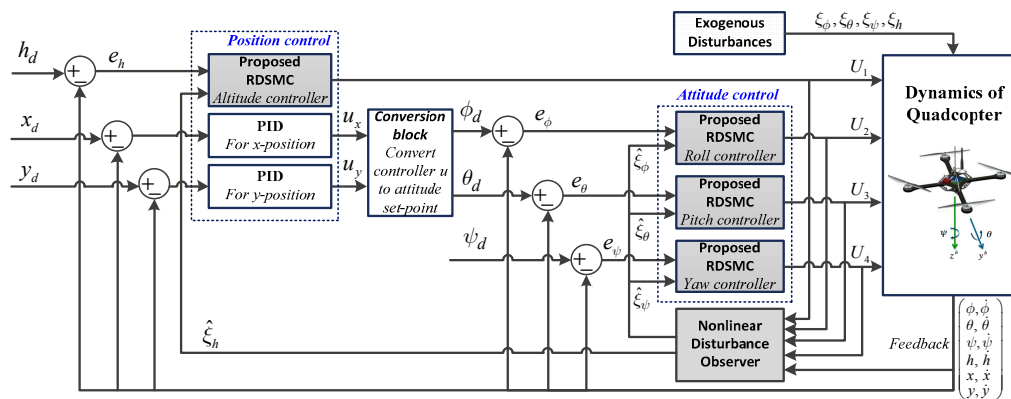 Position control
h_d
e_h
Proposed
RDSMC
Altitude controller
x_d
PID
For x-position
u_x
y_d
PID
For y-position
u_y
Conversion
block
Convert
controller u
to attitude
set-point
ϕ_d
θ_d
ψ_d
e_ϕ
e_θ
e_ψ
Exogenous
Disturbances
ξ_ϕ, ξ_θ, ξ_ψ, ξ_h
Attitude control
Proposed
RDSMC
Roll controller
Proposed
RDSMC
Pitch controller
Proposed
RDSMC
Yaw controller
ξ̂_ϕ
ξ̂_θ
ξ̂_ψ
ξ̂_h
U_1
U_2
U_3
U_4
Dynamics of
Quadcopter
ψ
θ
z^b
y^b
Nonlinear
Disturbance
Observer
Feedback
ϕ, ϕ̇
θ, θ̇
ψ, ψ̇
h, ḣ
x, ẋ
y, ẏ